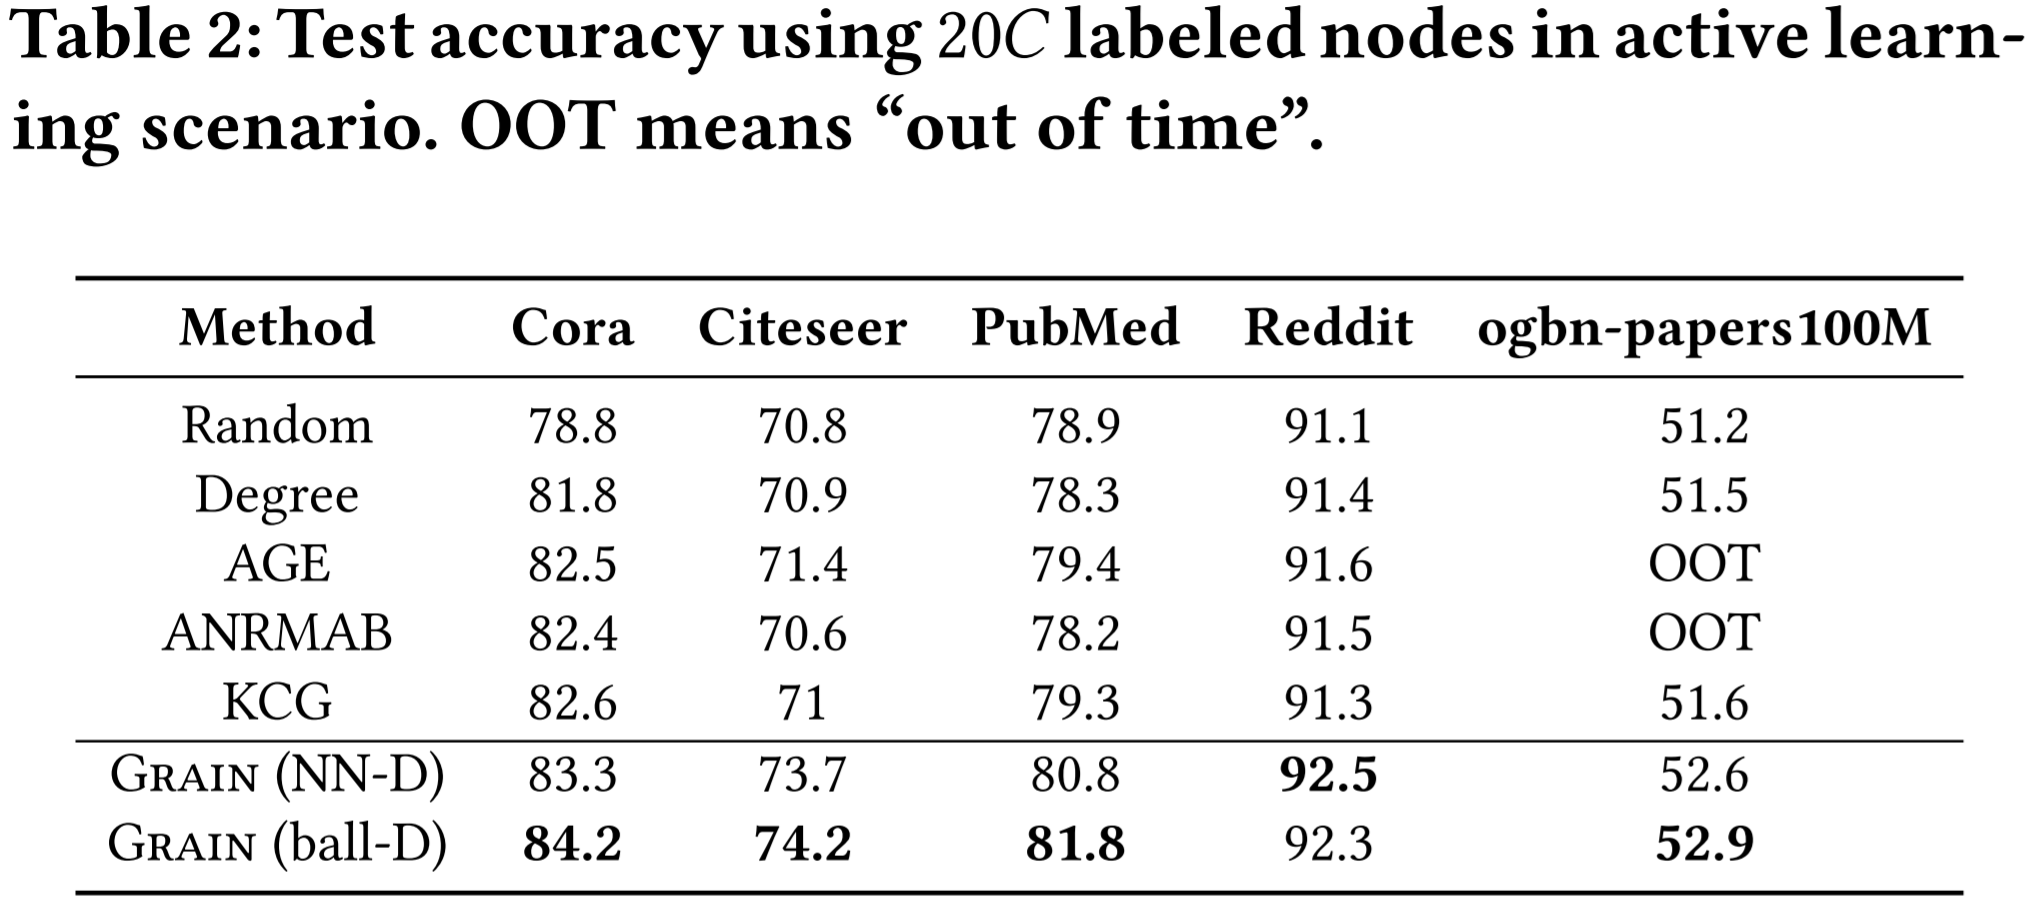 Table 2: Test accuracy using 20C labeled nodes in active learn-
ing scenario. OOT means “out of time”.
Method Cora Citeseer PubMed Reddit ogbn-papers100M
Random 78.8 70.8 78.9 91.1 51.2
Degree 81.8 70.9 78.3 91.4 51.5
AGE 82.5 71.4 79.4 91.6 OOT
ANRMAB 82.4 70.6 78.2 91.5 OOT
KCG 82.6 71 79.3 91.3 51.6
Grain (NN-D) 83.3 73.7 80.8 92.5 52.6
Grain (ball-D) 84.2 74.2 81.8 92.3 52.9